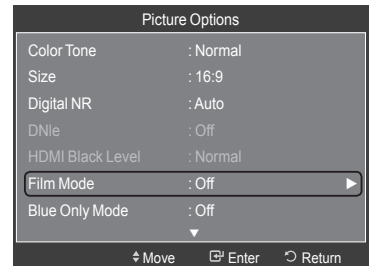 Picture Options
Color Tone : Normal
Size : 16:9
Digital NR : Auto
DNIe : Off
HDMI Black Level : Normal
Film Mode : Off
Blue Only Mode : Off
Move Enter Return